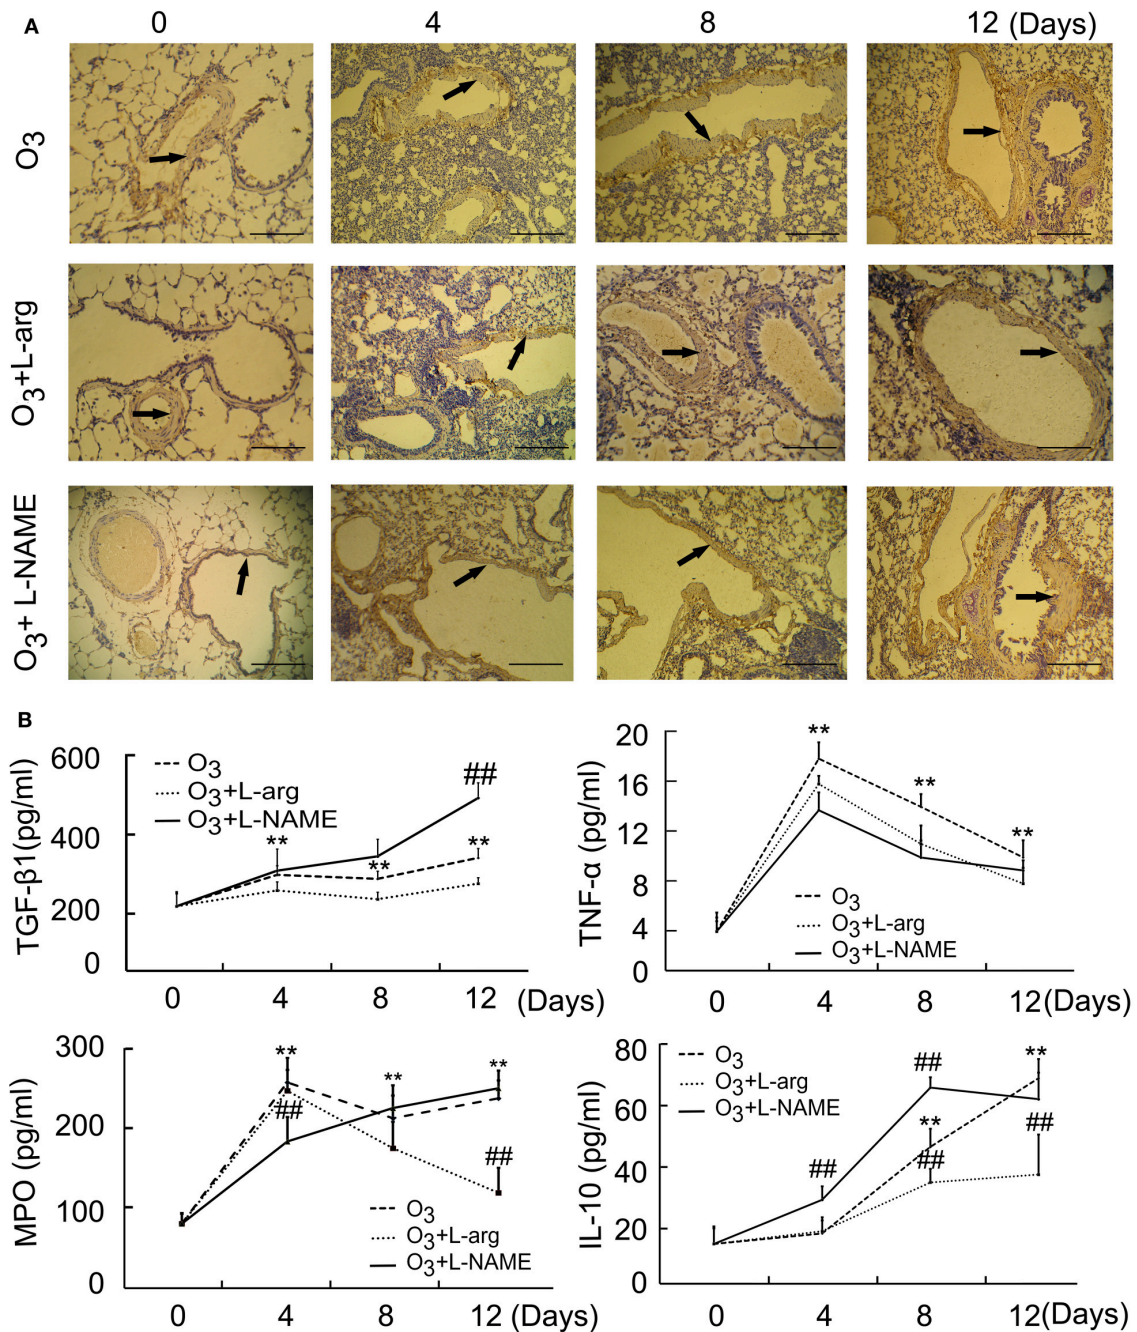 A
0 4 8 12 (Days)
O3
O3+L-arg
O3+ L-NAME
B
600
400
200
0
TGF-β1(pg/ml)
O3
O3+L-arg
O3+L-NAME
**
**
**
##
0 4 8 12 (Days)
20
16
12
8
4
0
TNF-α (pg/ml)
**
**
**
O3
O3+L-arg
O3+L-NAME
0 4 8 12(Days)
300
200
100
0
MPO (pg/ml)
**
**
**
##
##
O3
O3+L-arg
O3+L-NAME
0 4 8 12 (Days)
80
60
40
20
0
IL-10 (pg/ml)
O3
O3+L-arg
O3+L-NAME
##
##
**
**
##
##
0 4 8 12(Days)